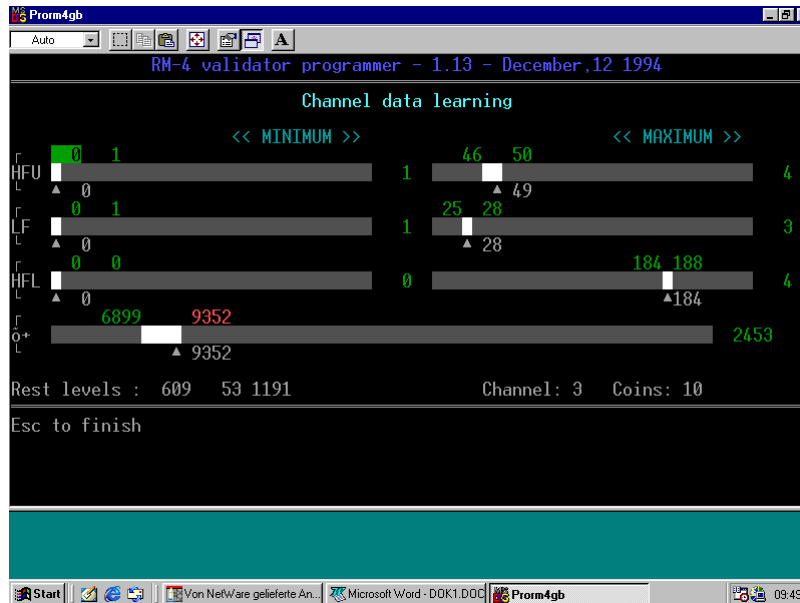 Prorm4gb
Auto
A
RM-4 validator programmer - 1.13 - December,12 1994
Channel data learning
<< MINIMUM >> << MAXIMUM >>
0 1 46 50
HFU 1 4
0 49
0 1 25 28
LF 1 3
0 28
0 0 184 188
HFL 0 4
0 184
6899 9352
õ+ 2453
9352
Rest levels : 609 53 1191 Channel: 3 Coins: 10
Esc to finish
Start Von NetWare gelieferte An... Microsoft Word - DOK1.DOC Prorm4gb 09:49